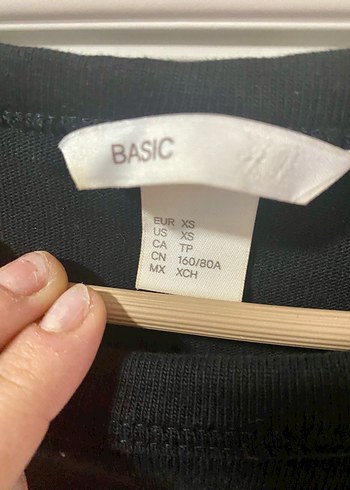 BASIC
EUR XS
US XS
CA TP
CN 160/80A
MX XCH